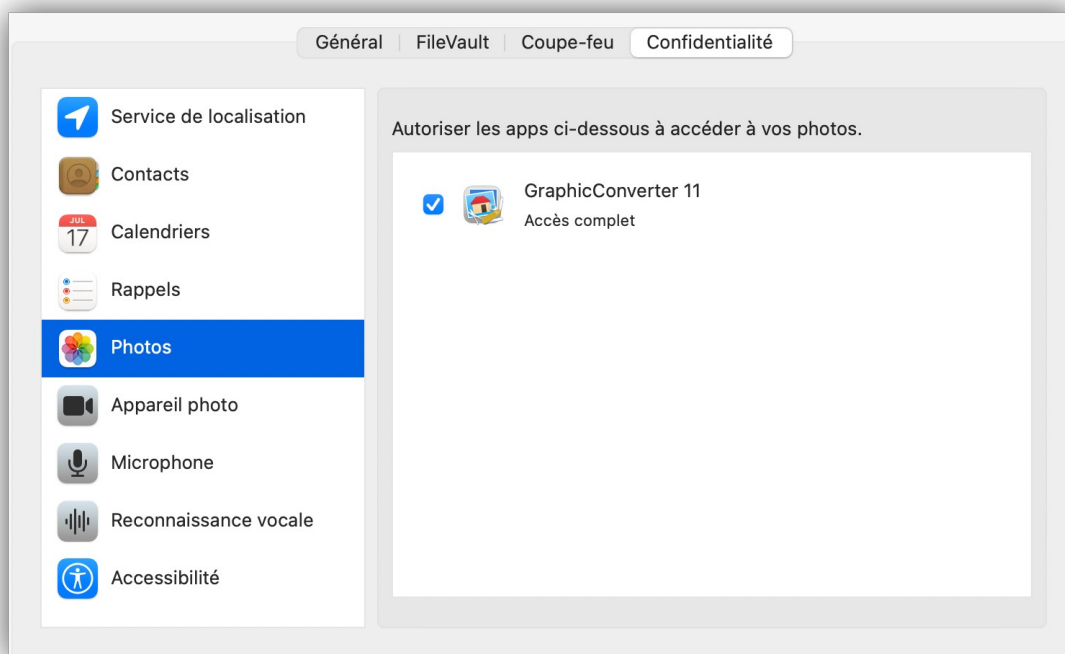 Général
FileVault
Coupe-feu
Confidentialité
Service de localisation
Contacts
JUL
17
Calendriers
Rappels
Photos
Appareil photo
Microphone
Reconnaissance vocale
Accessibilité
Autoriser les apps ci-dessous à accéder à vos photos.
GraphicConverter 11
Accès complet